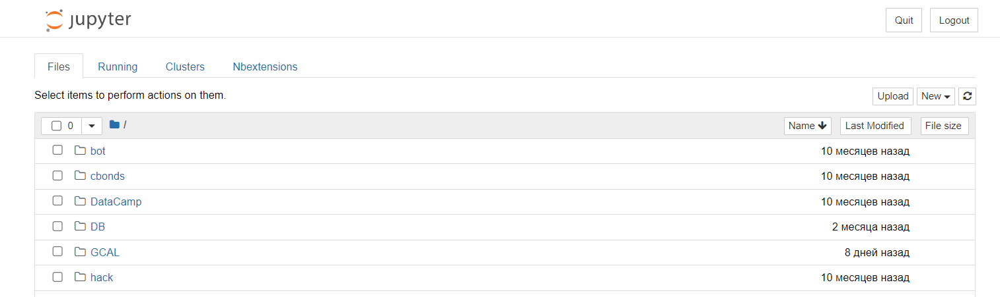 jupyter Quit Logout
Files Running Clusters Nbextensions
Select items to perform actions on them. Upload New
0 / Name Last Modified File size
bot 10 месяцев назад
cbonds 10 месяцев назад
DataCamp 10 месяцев назад
DB 2 месяца назад
GCAL 8 дней назад
hack 10 месяцев назад